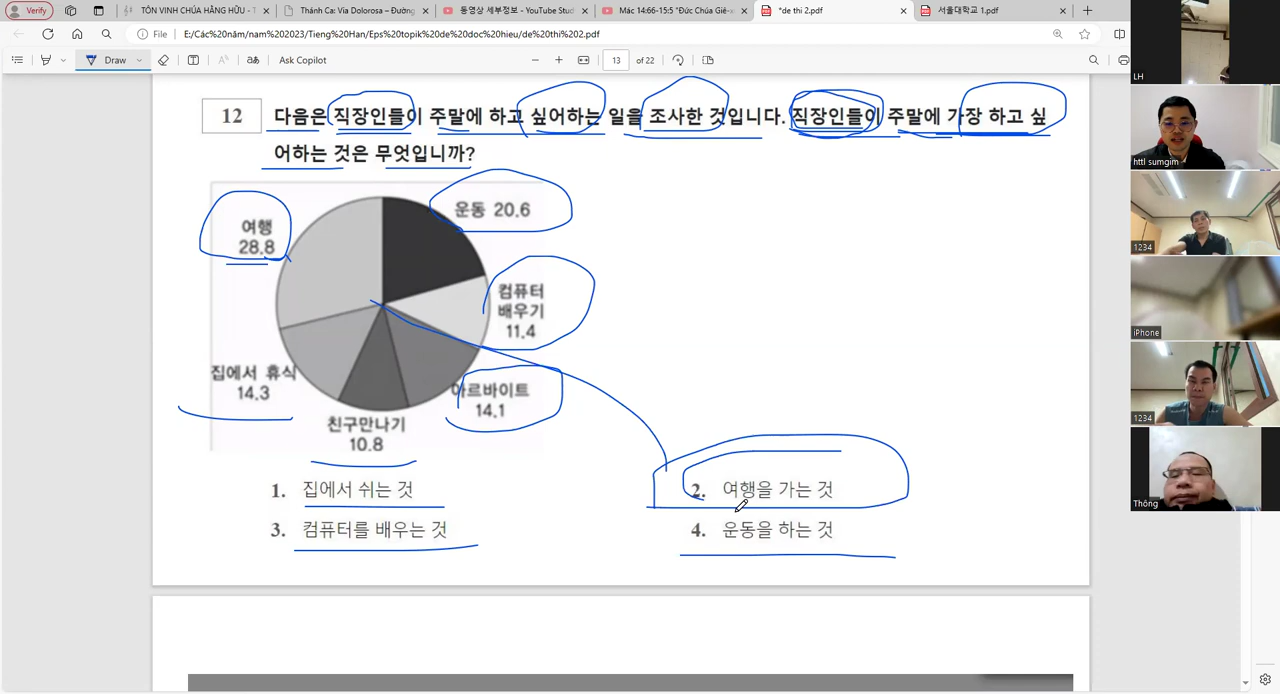 Verify
TÔN VINH CHÚA HẰNG HỮU - T
Thánh Ca: Vía Dolorosa – Đường
동영상 세부정보 - YouTube Stud
Mác 14:66-15:5 "Đức Chúa Giê-x
*de thi 2.pdf
서울대학교 1.pdf
File
E:/Các%20năm/nam%202023/Tieng%20Han/Eps%20topik%20de%20doc%20hieu/de%20thi%202.pdf
Draw
aあ
Ask Copilot
13
of 22
12
다음은 직장인들이 주말에 하고 싶어하는 일을 조사한 것입니다. 직장인들이 주말에 가장 하고 싶
어하는 것은 무엇입니까?
여행
28.8
운동 20.6
컴퓨터
배우기
11.4
집에서 휴식
14.3
아르바이트
14.1
친구만나기
10.8
1. 집에서 쉬는 것
2. 여행을 가는 것
3. 컴퓨터를 배우는 것
4. 운동을 하는 것
LH
httl sumgim
1234
iPhone
1234
Thông